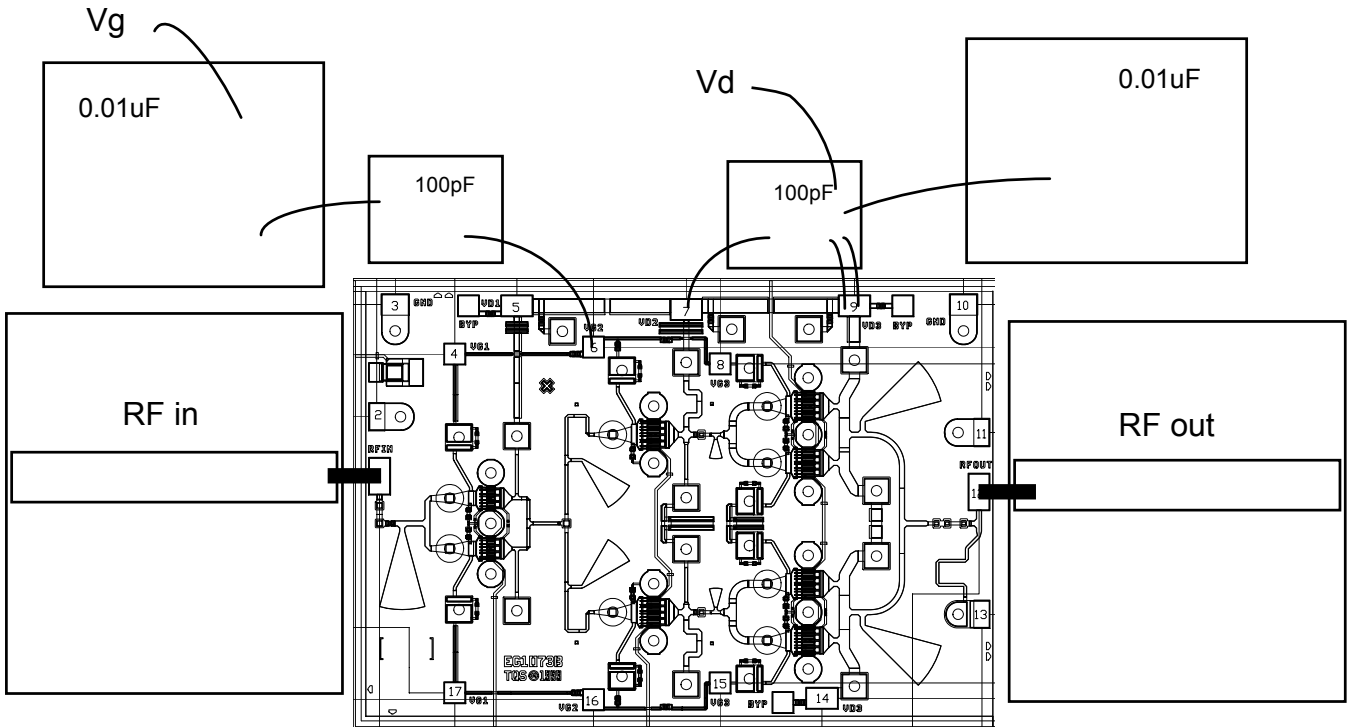 Vg
0.01uF
Vd
0.01uF
100pF
100pF
3
GND
VD1
5
BYP
VG2
VD2
7
9
VD3
BYP
10
GND
4
VG1
6
8
VG3
2
RF in
RFIN
11
RF out
RFOUT
13
17
VG1
VG2
16
15
VG3
BYP
14
VD3